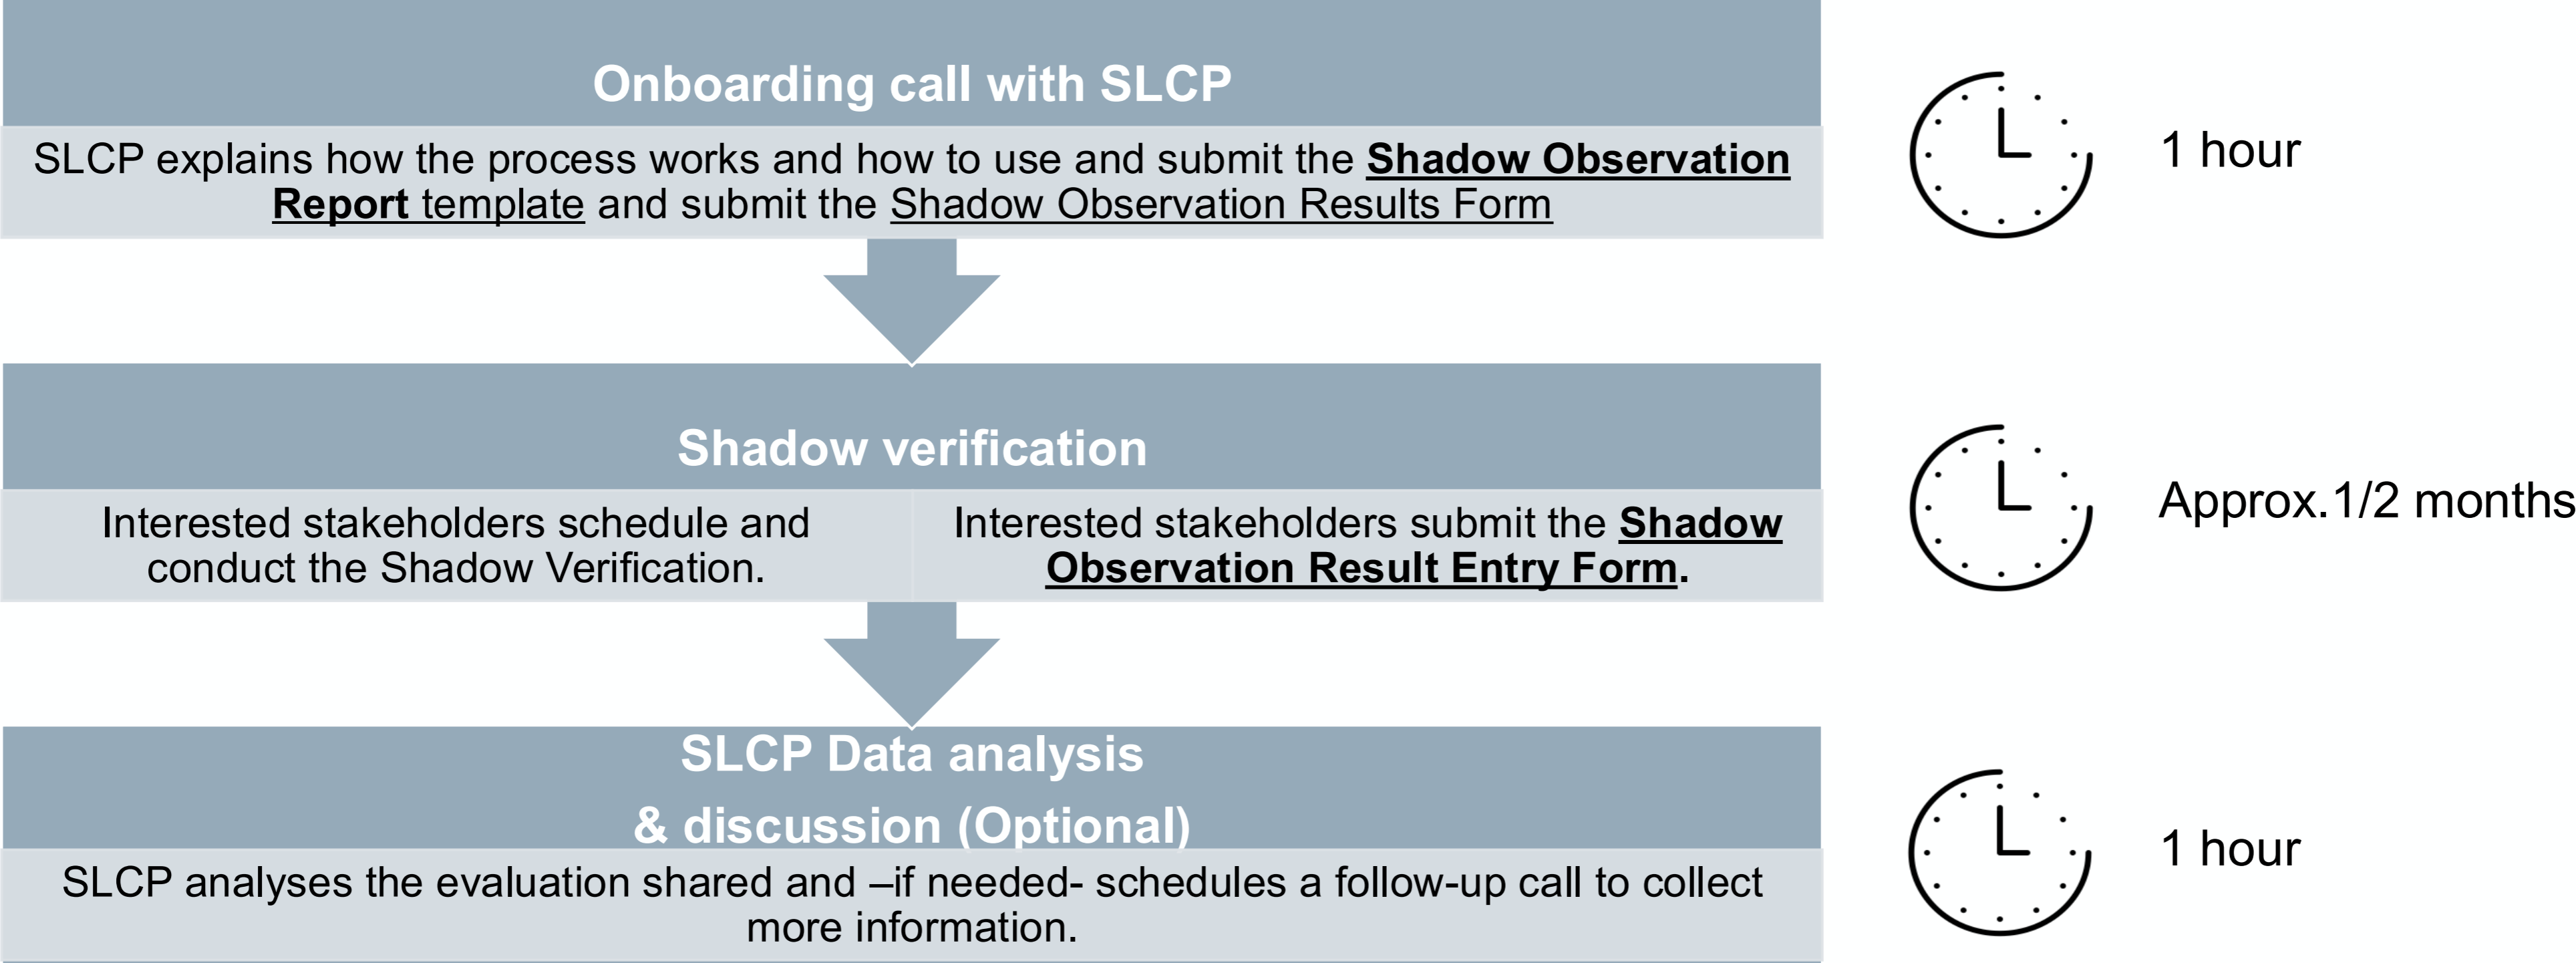 Onboarding call with SLCP
SLCP explains how the process works and how to use and submit the Shadow Observation
Report template and submit the Shadow Observation Results Form
1 hour
Shadow verification
Interested stakeholders schedule and
conduct the Shadow Verification.
Interested stakeholders submit the Shadow
Observation Result Entry Form.
Approx.1/2 months
SLCP Data analysis
& discussion (Optional)
SLCP analyses the evaluation shared and –if needed- schedules a follow-up call to collect
more information.
1 hour